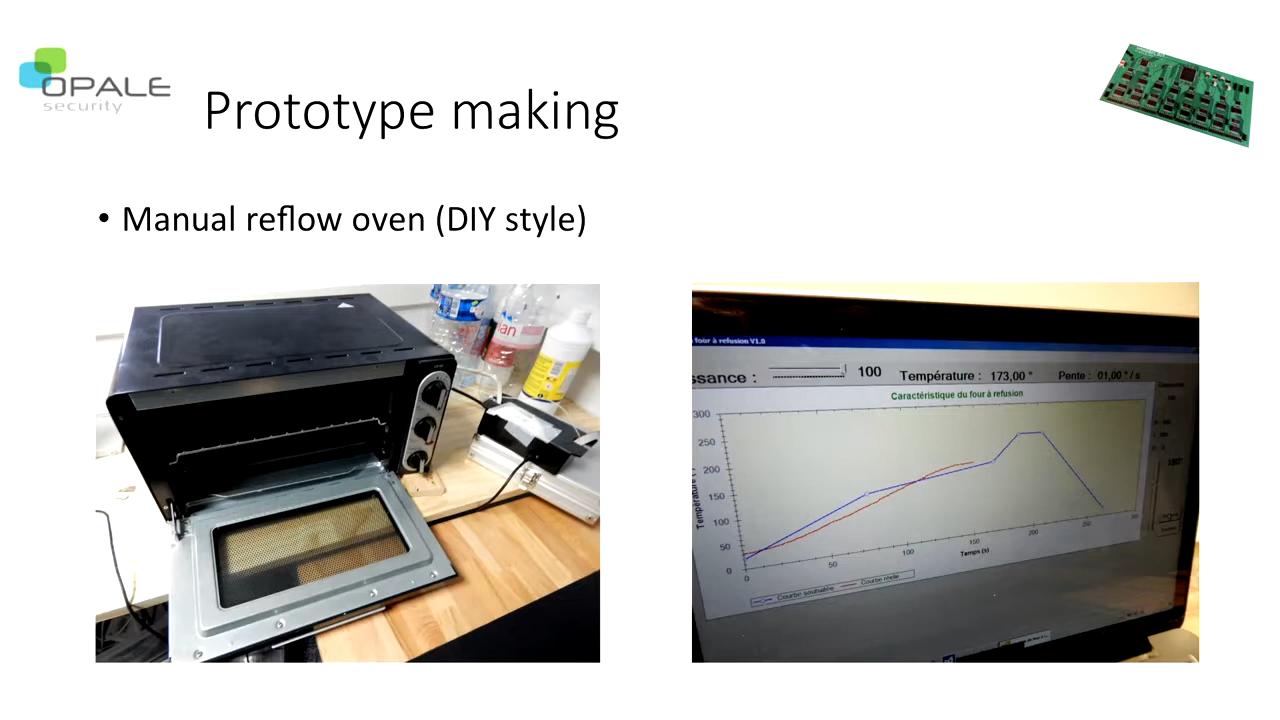 OPALE
security
Prototype making
• Manual reflow oven (DIY style)
four à refusion V1.0
ssance : 100 Température : 173,00 ° Pente : 01,00 ° / s
Caractéristique du four à refusion
300
250
200
150
100
50
0
Température
0 50 100 150 200 250 300
Temps (s)
Courbe souhaitée Courbe réelle